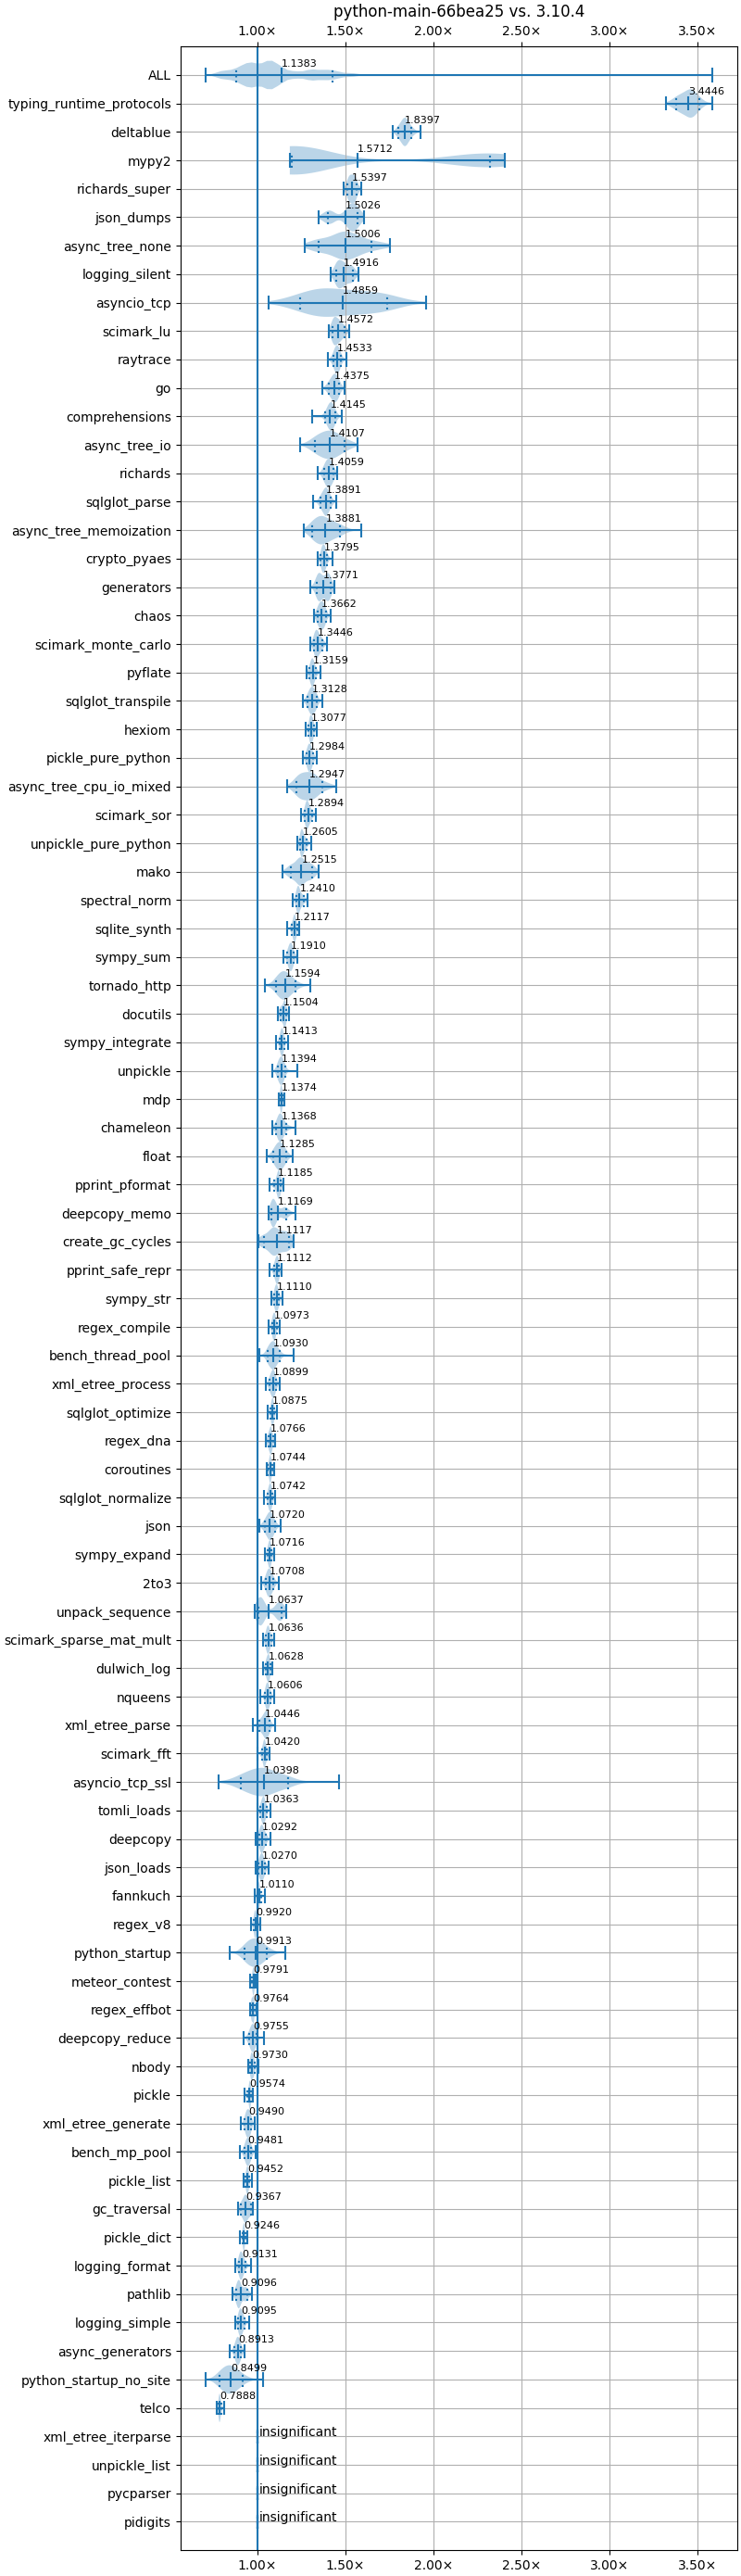 python-main-66bea25 vs. 3.10.4
1.00× 1.50× 2.00× 2.50× 3.00× 3.50×
ALL 1.1383
typing_runtime_protocols 3.4446
deltablue 1.8397
mypy2 1.5712
richards_super 1.5397
json_dumps 1.5026
async_tree_none 1.5006
logging_silent 1.4916
asyncio_tcp 1.4859
scimark_lu 1.4572
raytrace 1.4533
go 1.4375
comprehensions 1.4145
async_tree_io 1.4107
richards 1.4059
sqlglot_parse 1.3891
async_tree_memoization 1.3881
crypto_pyaes 1.3795
generators 1.3771
chaos 1.3662
scimark_monte_carlo 1.3446
pyflate 1.3159
sqlglot_transpile 1.3128
hexiom 1.3077
pickle_pure_python 1.2984
async_tree_cpu_io_mixed 1.2947
scimark_sor 1.2894
unpickle_pure_python 1.2605
mako 1.2515
spectral_norm 1.2410
sqlite_synth 1.2117
sympy_sum 1.1910
tornado_http 1.1594
docutils 1.1504
sympy_integrate 1.1413
unpickle 1.1394
mdp 1.1374
chameleon 1.1368
float 1.1285
pprint_pformat 1.1185
deepcopy_memo 1.1169
create_gc_cycles 1.1117
pprint_safe_repr 1.1112
sympy_str 1.1110
regex_compile 1.0973
bench_thread_pool 1.0930
xml_etree_process 1.0899
sqlglot_optimize 1.0875
regex_dna 1.0766
coroutines 1.0744
sqlglot_normalize 1.0742
json 1.0720
sympy_expand 1.0716
2to3 1.0708
unpack_sequence 1.0637
scimark_sparse_mat_mult 1.0636
dulwich_log 1.0628
nqueens 1.0606
xml_etree_parse 1.0446
scimark_fft 1.0420
asyncio_tcp_ssl 1.0398
tomli_loads 1.0363
deepcopy 1.0292
json_loads 1.0270
fannkuch 1.0110
regex_v8 0.9920
python_startup 0.9913
meteor_contest 0.9791
regex_effbot 0.9764
deepcopy_reduce 0.9755
nbody 0.9730
pickle 0.9574
xml_etree_generate 0.9490
bench_mp_pool 0.9481
pickle_list 0.9452
gc_traversal 0.9367
pickle_dict 0.9246
logging_format 0.9131
pathlib 0.9096
logging_simple 0.9095
async_generators 0.8913
python_startup_no_site 0.8499
telco 0.7888
xml_etree_iterparse insignificant
unpickle_list insignificant
pycparser insignificant
pidigits insignificant
1.00× 1.50× 2.00× 2.50× 3.00× 3.50×